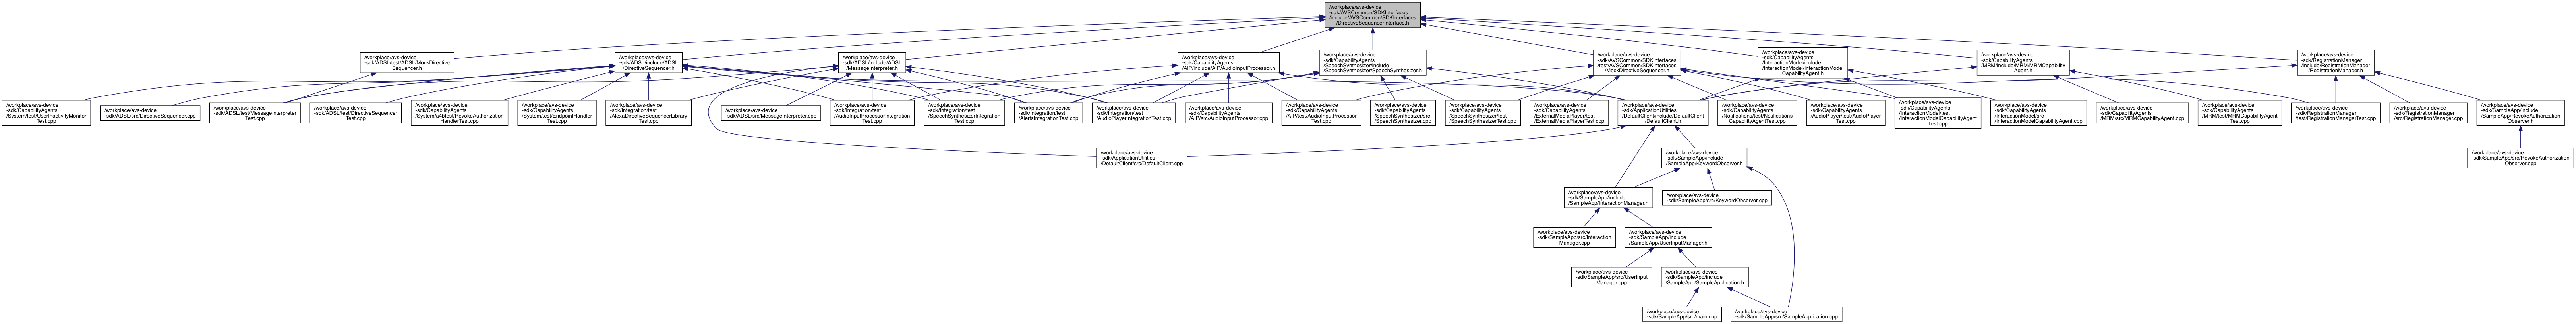 /workplace/avs-device
-sdk/AVSCommon/SDKInterfaces
/include/AVSCommon/SDKInterfaces
/DirectiveSequencerInterface.h
/workplace/avs-device
-sdk/ADSL/test/ADSL/MockDirective
Sequencer.h
/workplace/avs-device
-sdk/ADSL/include/ADSL
/DirectiveSequencer.h
/workplace/avs-device
-sdk/ADSL/include/ADSL
/MessageInterpreter.h
/workplace/avs-device
-sdk/CapabilityAgents
/AIP/include/AIP/AudioInputProcessor.h
/workplace/avs-device
-sdk/CapabilityAgents
/SpeechSynthesizer/include
/SpeechSynthesizer/SpeechSynthesizer.h
/workplace/avs-device
-sdk/AVSCommon/SDKInterfaces
/test/AVSCommon/SDKInterfaces
/MockDirectiveSequencer.h
/workplace/avs-device
-sdk/CapabilityAgents
/InteractionModel/include
/InteractionModel/InteractionModel
CapabilityAgent.h
/workplace/avs-device
-sdk/CapabilityAgents
/MRM/include/MRM/MRMCapability
Agent.h
/workplace/avs-device
-sdk/RegistrationManager
/include/RegistrationManager
/RegistrationManager.h
/workplace/avs-device
-sdk/CapabilityAgents
/System/test/UserInactivityMonitor
Test.cpp
/workplace/avs-device
-sdk/ADSL/src/DirectiveSequencer.cpp
/workplace/avs-device
-sdk/ADSL/test/MessageInterpreter
Test.cpp
/workplace/avs-device
-sdk/ADSL/test/DirectiveSequencer
Test.cpp
/workplace/avs-device
-sdk/CapabilityAgents
/System/a4btest/RevokeAuthorization
HandlerTest.cpp
/workplace/avs-device
-sdk/CapabilityAgents
/System/test/EndpointHandler
Test.cpp
/workplace/avs-device
-sdk/Integration/test
/AlexaDirectiveSequencerLibrary
Test.cpp
/workplace/avs-device
-sdk/ADSL/src/MessageInterpreter.cpp
/workplace/avs-device
-sdk/Integration/test
/AudioInputProcessorIntegration
Test.cpp
/workplace/avs-device
-sdk/Integration/test
/SpeechSynthesizerIntegration
Test.cpp
/workplace/avs-device
-sdk/Integration/test
/AlertsIntegrationTest.cpp
/workplace/avs-device
-sdk/Integration/test
/AudioPlayerIntegrationTest.cpp
/workplace/avs-device
-sdk/CapabilityAgents
/AIP/src/AudioInputProcessor.cpp
/workplace/avs-device
-sdk/CapabilityAgents
/AIP/test/AudioInputProcessor
Test.cpp
/workplace/avs-device
-sdk/CapabilityAgents
/SpeechSynthesizer/src
/SpeechSynthesizer.cpp
/workplace/avs-device
-sdk/CapabilityAgents
/SpeechSynthesizer/test
/SpeechSynthesizerTest.cpp
/workplace/avs-device
-sdk/CapabilityAgents
/ExternalMediaPlayer/test
/ExternalMediaPlayerTest.cpp
/workplace/avs-device
-sdk/ApplicationUtilities
/DefaultClient/include/DefaultClient
/DefaultClient.h
/workplace/avs-device
-sdk/CapabilityAgents
/Notifications/test/Notifications
CapabilityAgentTest.cpp
/workplace/avs-device
-sdk/CapabilityAgents
/AudioPlayer/test/AudioPlayer
Test.cpp
/workplace/avs-device
-sdk/CapabilityAgents
/InteractionModel/test
/InteractionModelCapabilityAgent
Test.cpp
/workplace/avs-device
-sdk/CapabilityAgents
/InteractionModel/src
/InteractionModelCapabilityAgent.cpp
/workplace/avs-device
-sdk/CapabilityAgents
/MRM/src/MRMCapabilityAgent.cpp
/workplace/avs-device
-sdk/CapabilityAgents
/MRM/test/MRMCapabilityAgent
Test.cpp
/workplace/avs-device
-sdk/RegistrationManager
/test/RegistrationManagerTest.cpp
/workplace/avs-device
-sdk/RegistrationManager
/src/RegistrationManager.cpp
/workplace/avs-device
-sdk/SampleApp/include
/SampleApp/RevokeAuthorization
Observer.h
/workplace/avs-device
-sdk/ApplicationUtilities
/DefaultClient/src/DefaultClient.cpp
/workplace/avs-device
-sdk/SampleApp/include
/SampleApp/KeywordObserver.h
/workplace/avs-device
-sdk/SampleApp/src/RevokeAuthorization
Observer.cpp
/workplace/avs-device
-sdk/SampleApp/include
/SampleApp/InteractionManager.h
/workplace/avs-device
-sdk/SampleApp/src/KeywordObserver.cpp
/workplace/avs-device
-sdk/SampleApp/src/Interaction
Manager.cpp
/workplace/avs-device
-sdk/SampleApp/include
/SampleApp/UserInputManager.h
/workplace/avs-device
-sdk/SampleApp/src/UserInput
Manager.cpp
/workplace/avs-device
-sdk/SampleApp/include
/SampleApp/SampleApplication.h
/workplace/avs-device
-sdk/SampleApp/src/main.cpp
/workplace/avs-device
-sdk/SampleApp/src/SampleApplication.cpp